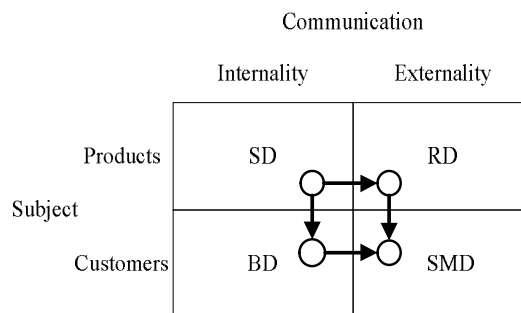 Communication
Internality Externality
Products SD RD
Subject
Customers BD SMD